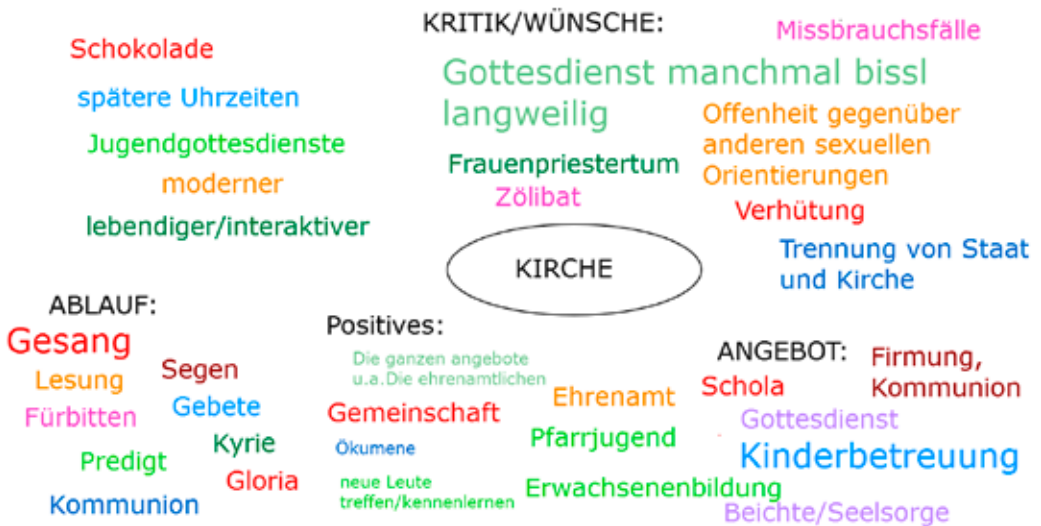 Schokolade
spätere Uhrzeiten
Jugendgottesdienste
moderner
lebendiger/interaktiver
KRITIK/WÜNSCHE:
Missbrauchsfälle
Gottesdienst manchmal bissl
langweilig
Offenheit gegenüber
anderen sexuellen
Orientierungen
Frauenpriestertum
Zölibat
Verhütung
Trennung von Staat
und Kirche
KIRCHE
ABLAUF:
Gesang
Lesung
Segen
Fürbitten
Gebete
Kyrie
Predigt
Gloria
Kommunion
Positives:
Die ganzen angebote
u.a.Die ehrenamtlichen
Ehrenamt
Gemeinschaft
Pfarrjugend
Ökumene
neue Leute
treffen/kennenlernen
Erwachsenenbildung
ANGEBOT:
Firmung,
Kommunion
Schola
Gottesdienst
Kinderbetreuung
Beichte/Seelsorge